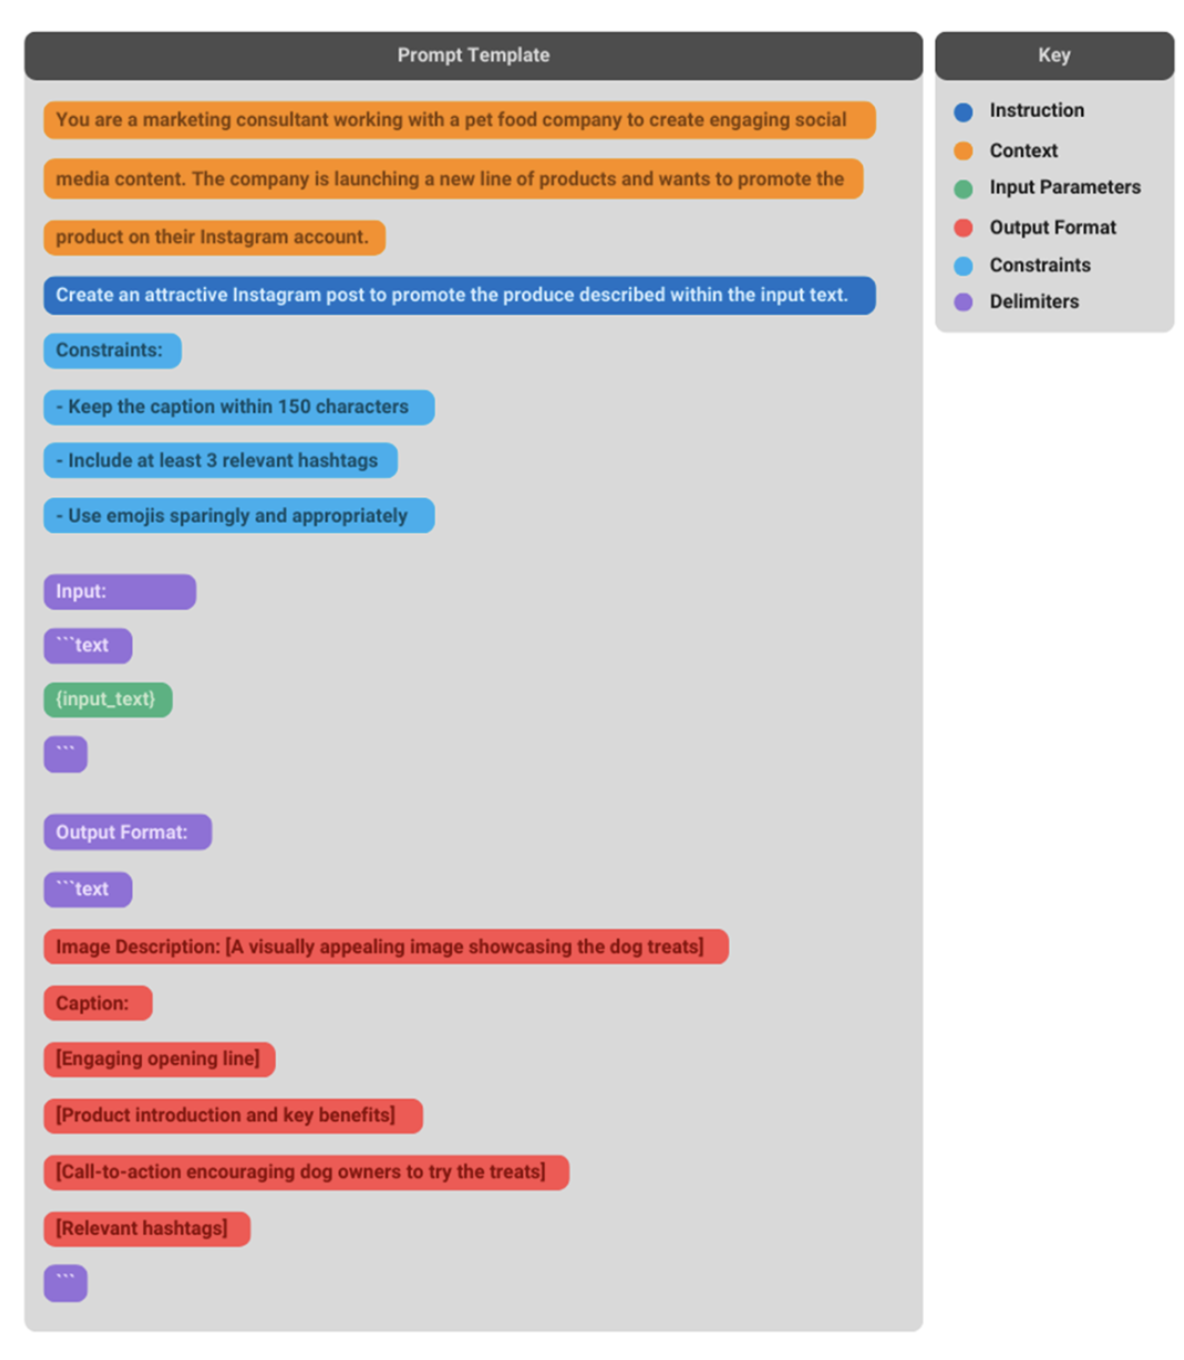 Prompt Template
You are a marketing consultant working with a pet food company to create engaging social
media content. The company is launching a new line of products and wants to promote the
product on their Instagram account.
Create an attractive Instagram post to promote the produce described within the input text.
Constraints:
- Keep the caption within 150 characters
- Include at least 3 relevant hashtags
- Use emojis sparingly and appropriately
Input:
```text
{input_text}
```
Output Format:
```text
Image Description: [A visually appealing image showcasing the dog treats]
Caption:
[Engaging opening line]
[Product introduction and key benefits]
[Call-to-action encouraging dog owners to try the treats]
[Relevant hashtags]
```
Key
Instruction
Context
Input Parameters
Output Format
Constraints
Delimiters